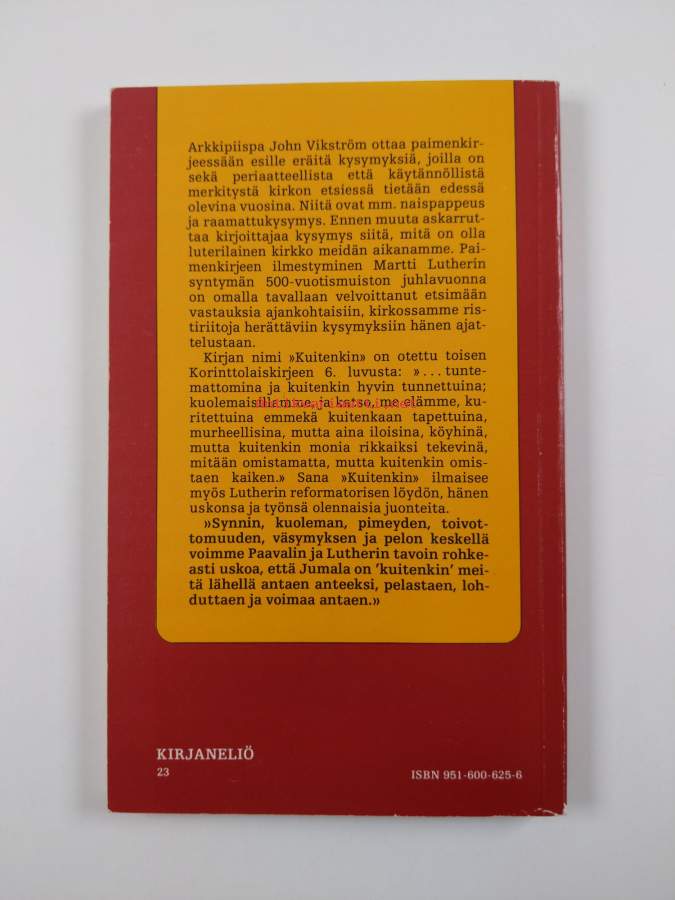 Arkkipiispa John Vikström ottaa paimenkir-
jeessään esille eräitä kysymyksiä, joilla on
sekä periaatteellista että käytännöllistä
merkitystä kirkon etsiessä tietään edessä
olevina vuosina. Niitä ovat mm. naispappeus
ja raamattukysymys. Ennen muuta askarrut-
taa kirjoittajaa kysymys siitä, mitä on olla
luterilainen kirkko meidän aikanamme. Pai-
menkirjeen ilmestyminen Martti Lutherin
syntymän 500-vuotismuiston juhlavuonna
on omalla tavallaan velvoittanut etsimään
vastauksia ajankohtaisiin, kirkossamme ris-
tiriitoja herättäviin kysymyksiin hänen ajat-
telustaan.
Kirjan nimi »Kuitenkin» on otettu toisen
Korinttolaiskirjeen 6. luvusta: »...tunte-
mattomina ja kuitenkin hyvin tunnettuina;
kuolemaisillamme, ja katso, me elämme, ku-
ritettuina emmekä kuitenkaan tapettuina,
murheellisina, mutta aina iloisina, köyhinä,
mutta kuitenkin monia rikkaiksi tekevinä,
mitään omistamatta, mutta kuitenkin omis-
taen kaiken.» Sana »Kuitenkin» ilmaisee
myös Lutherin reformatorisen löydön, hänen
uskonsa ja työnsä olennaisia juonteita.
»Synnin, kuoleman, pimeyden, toivot-
tomuuden, väsymyksen ja pelon keskellä
voimme Paavalin ja Lutherin tavoin rohke-
asti uskoa, että Jumala on 'kuitenkin' mei-
tä lähellä antaen anteeksi, pelastaen, loh-
duttaen ja voimaa antaen.»
KIRJANELIÖ
23
ISBN 951-600-625-6